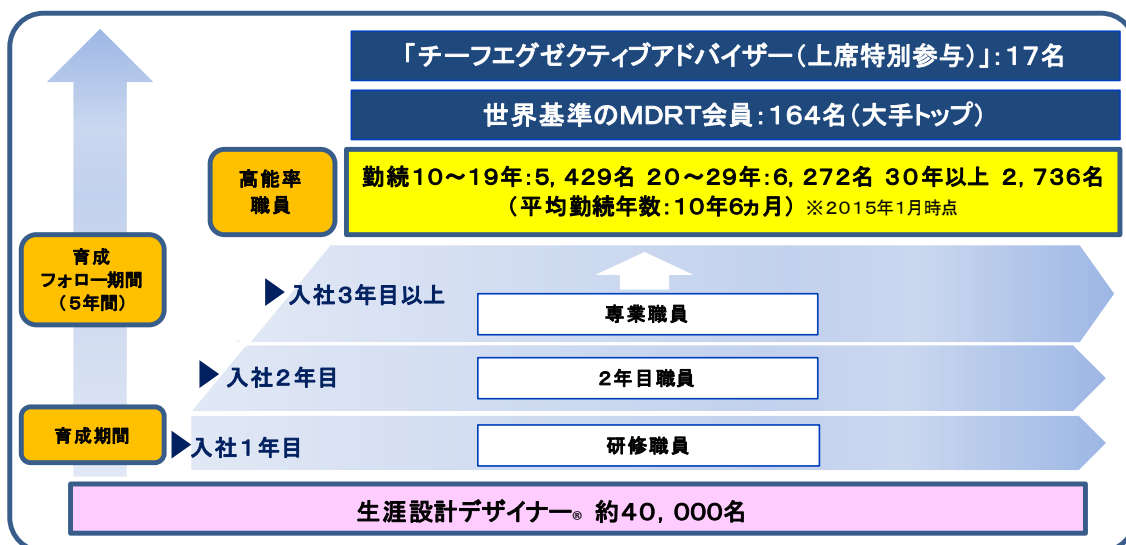 「チーフエグゼクティブアドバイザー(上席特別参与)」:17名
世界基準のMDRT会員:164名(大手トップ)
高能率
職員
勤続10～19年:5,429名 20～29年:6,272名 30年以上 2,736名
(平均勤続年数:10年6ヵ月) ※2015年1月時点
育成
フォロー期間
(5年間)
▶入社3年目以上
専業職員
▶入社2年目
2年目職員
育成期間
▶入社1年目
研修職員
生涯設計デザイナー® 約40,000名